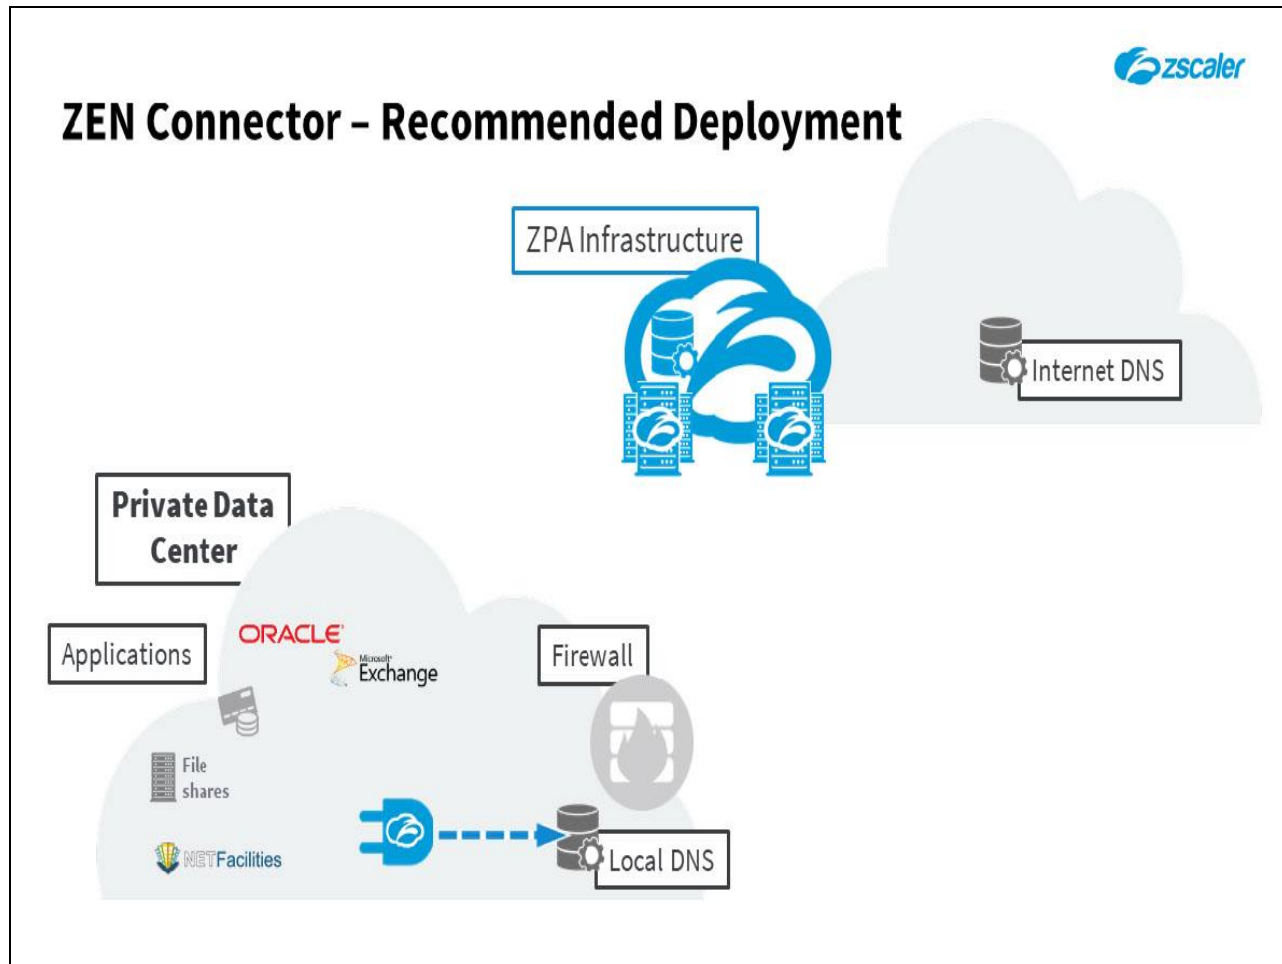 zscaler
ZEN Connector – Recommended Deployment
ZPA Infrastructure
Internet DNS
Private Data
Center
Applications
ORACLE
Microsoft
Exchange
Firewall
File
shares
NETFacilities
Local DNS